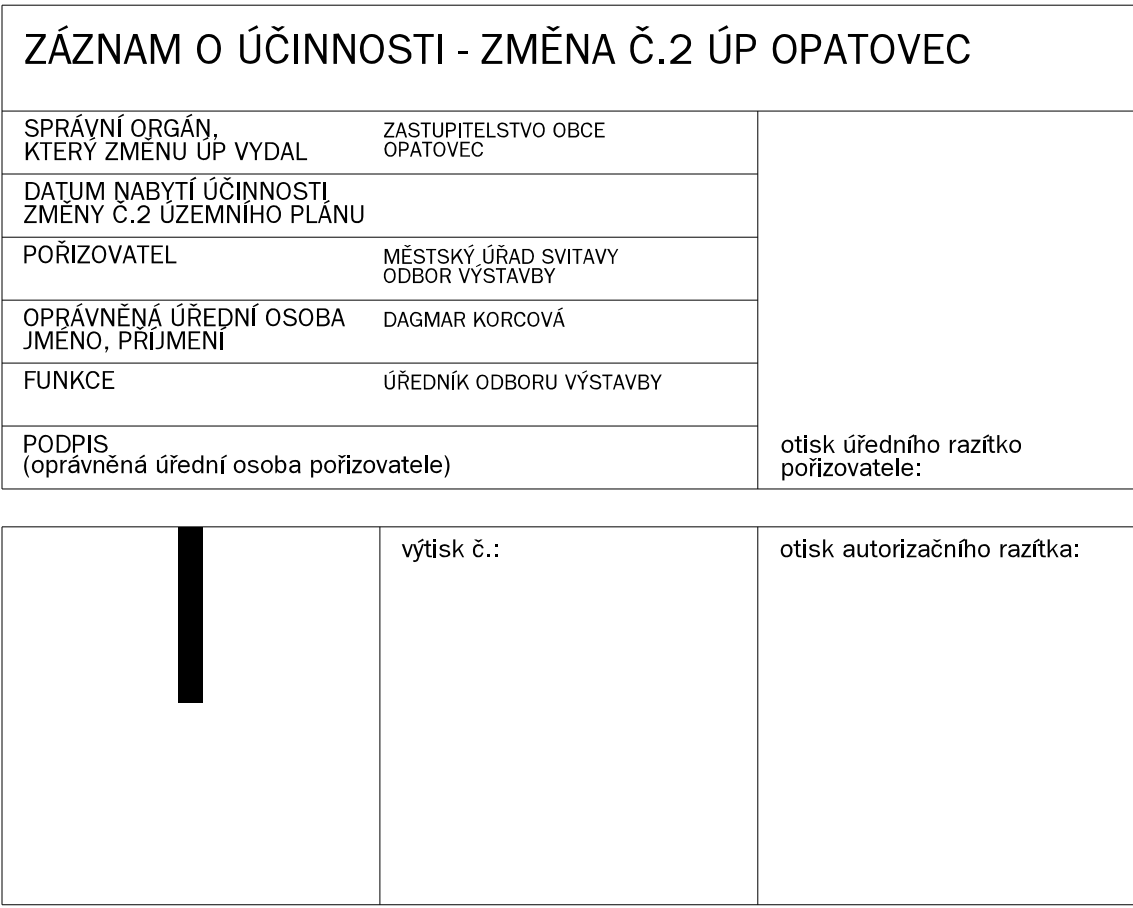 ZÁZNAM O ÚČINNOSTI - ZMĚNA Č.2 ÚP OPATOVEC
SPRÁVNÍ ORGÁN,
KTERÝ ZMĚNU ÚP VYDAL
ZASTUPITELSTVO OBCE
OPATOVEC
DATUM NABYTÍ ÚČINNOSTI
ZMĚNY Č.2 ÚZEMNÍHO PLÁNU
POŘIZOVATEL
MĚSTSKÝ ÚŘAD SVITAVY
ODBOR VÝSTAVBY
OPRÁVNĚNÁ ÚŘEDNÍ OSOBA
JMÉNO, PŘÍJMENÍ
DAGMAR KORCOVÁ
FUNKCE
ÚŘEDNÍK ODBORU VÝSTAVBY
PODPIS
(oprávněná úřední osoba pořizovatele)
otisk úředního razítko
pořizovatele:
výtisk č.:
otisk autorizačního razítka: